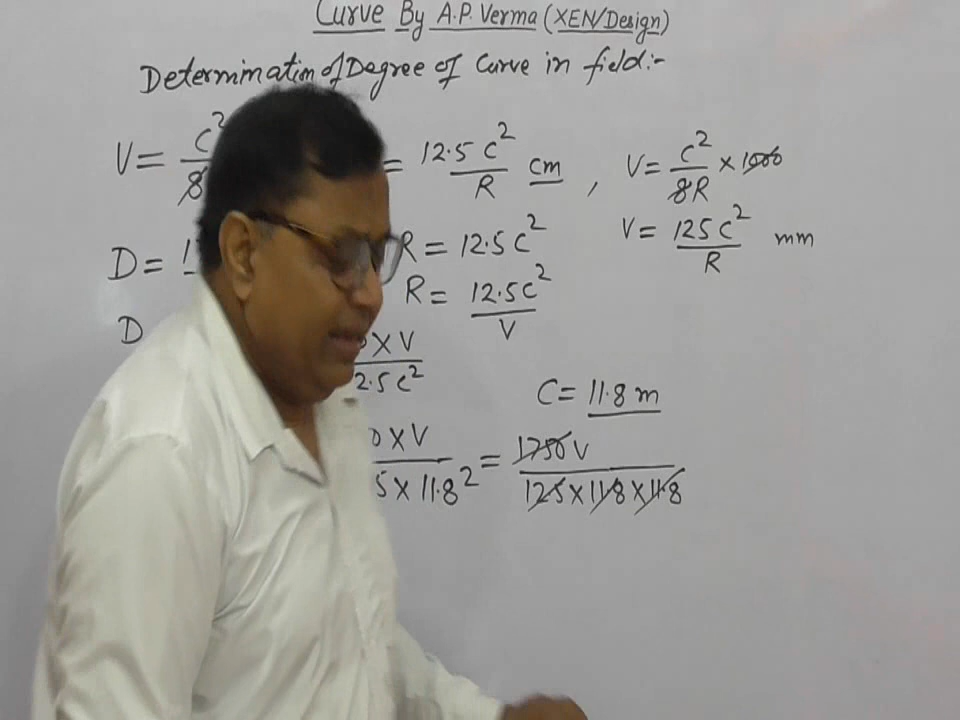 Curve By A.P. Verma (XEN/Design)
Determination of Degree of Curve in field:-
V = C²/8 = 12.5 C²/R cm , V = C²/8R × 1000
V = 125 C²/R mm
D = 1 R = 12.5 C²
R = 12.5 C²/V
D 0 × V/2.5 C²
C = 11.8 m
0 × V/5 × 11.8² = 1750 V/125 × 11.8 × 11.8